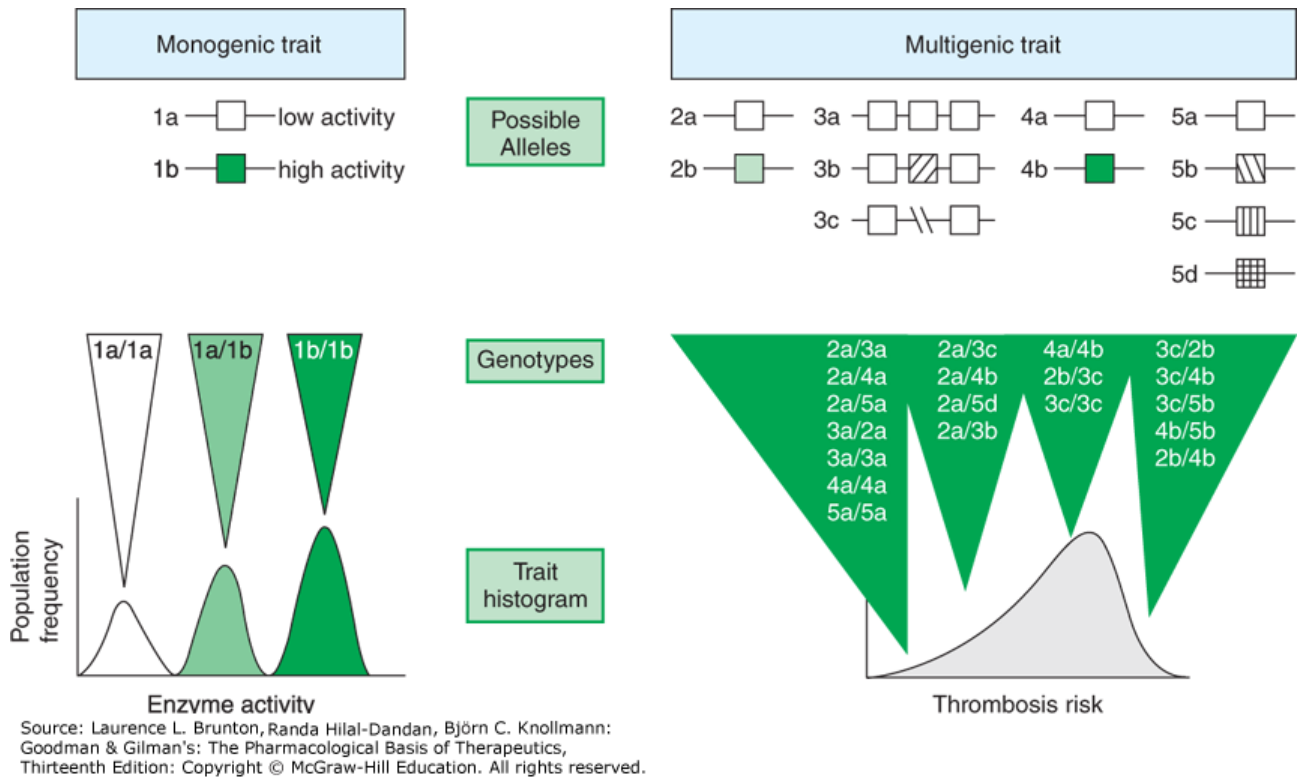 Monogenic trait
Multigenic trait
1a low activity
1b high activity
Possible
Alleles
2a
2b
3a
3b
3c
4a
4b
5a
5b
5c
5d
1a/1a
1a/1b
1b/1b
Genotypes
2a/3a
2a/4a
2a/5a
3a/2a
3a/3a
4a/4a
5a/5a
2a/3c
2a/4b
2a/5d
2a/3b
4a/4b
2b/3c
3c/3c
3c/2b
3c/4b
3c/5b
4b/5b
2b/4b
Population
frequency
Trait
histogram
Enzyme activity
Thrombosis risk
Source: Laurence L. Brunton, Randa Hilal-Dandan, Björn C. Knollmann:
Goodman & Gilman's: The Pharmacological Basis of Therapeutics,
Thirteenth Edition: Copyright © McGraw-Hill Education. All rights reserved.